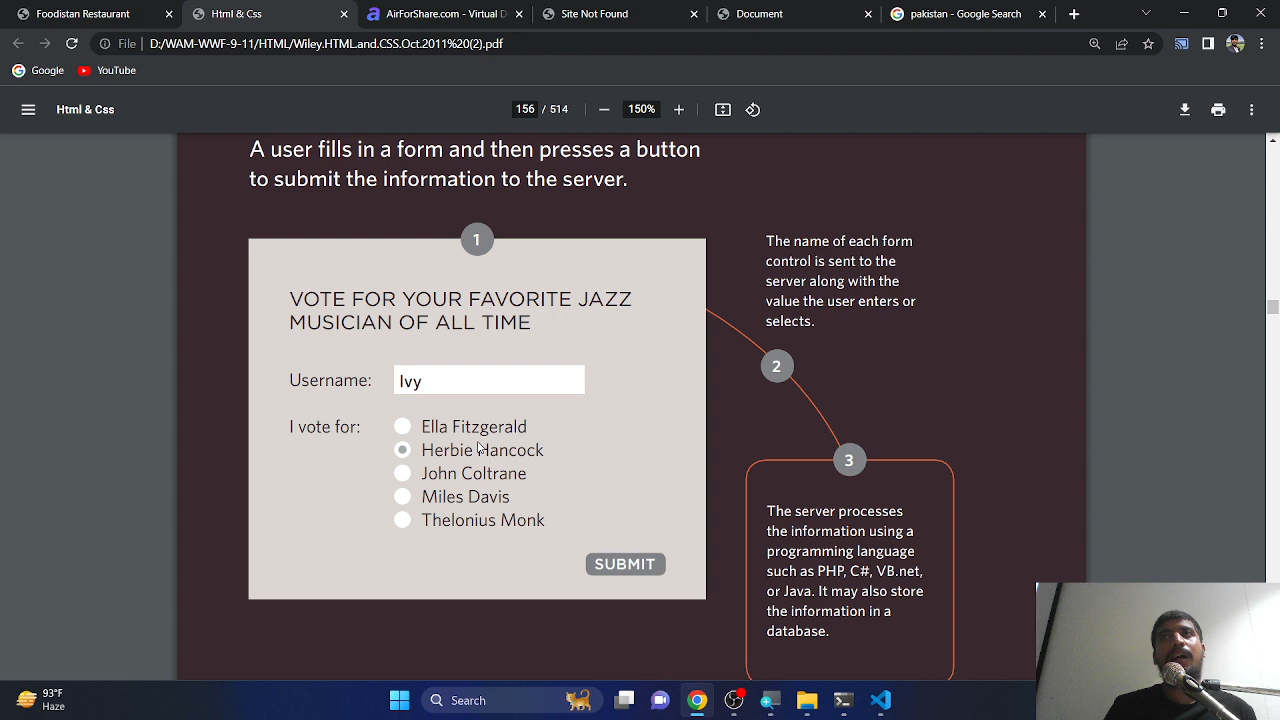 Foodistan Restaurant
Html & Css
AirForShare.com - Virtual D
Site Not Found
Document
pakistan - Google Search
File
D:/WAM-WWF-9-11/HTML/Wiley.HTML.and.CSS.Oct.2011%20(2).pdf
Google
YouTube
Html & Css
156 / 514
150%
A user fills in a form and then presses a button
to submit the information to the server.
1
VOTE FOR YOUR FAVORITE JAZZ
MUSICIAN OF ALL TIME
Username:
Ivy
I vote for:
Ella Fitzgerald
Herbie Hancock
John Coltrane
Miles Davis
Thelonius Monk
SUBMIT
The name of each form
control is sent to the
server along with the
value the user enters or
selects.
2
3
The server processes
the information using a
programming language
such as PHP, C#, VB.net,
or Java. It may also store
the information in a
database.
93°F
Haze
Search